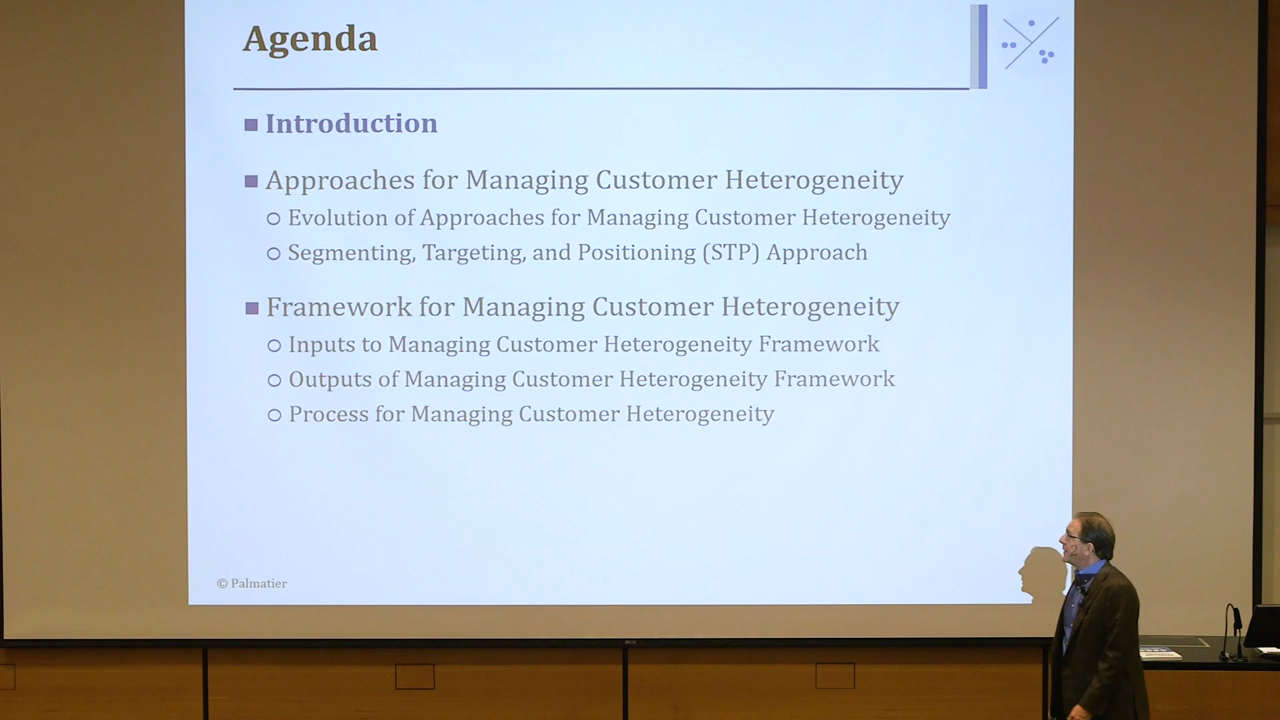 Agenda
Introduction
Approaches for Managing Customer Heterogeneity
Evolution of Approaches for Managing Customer Heterogeneity
Segmenting, Targeting, and Positioning (STP) Approach
Framework for Managing Customer Heterogeneity
Inputs to Managing Customer Heterogeneity Framework
Outputs of Managing Customer Heterogeneity Framework
Process for Managing Customer Heterogeneity
© Palmatier